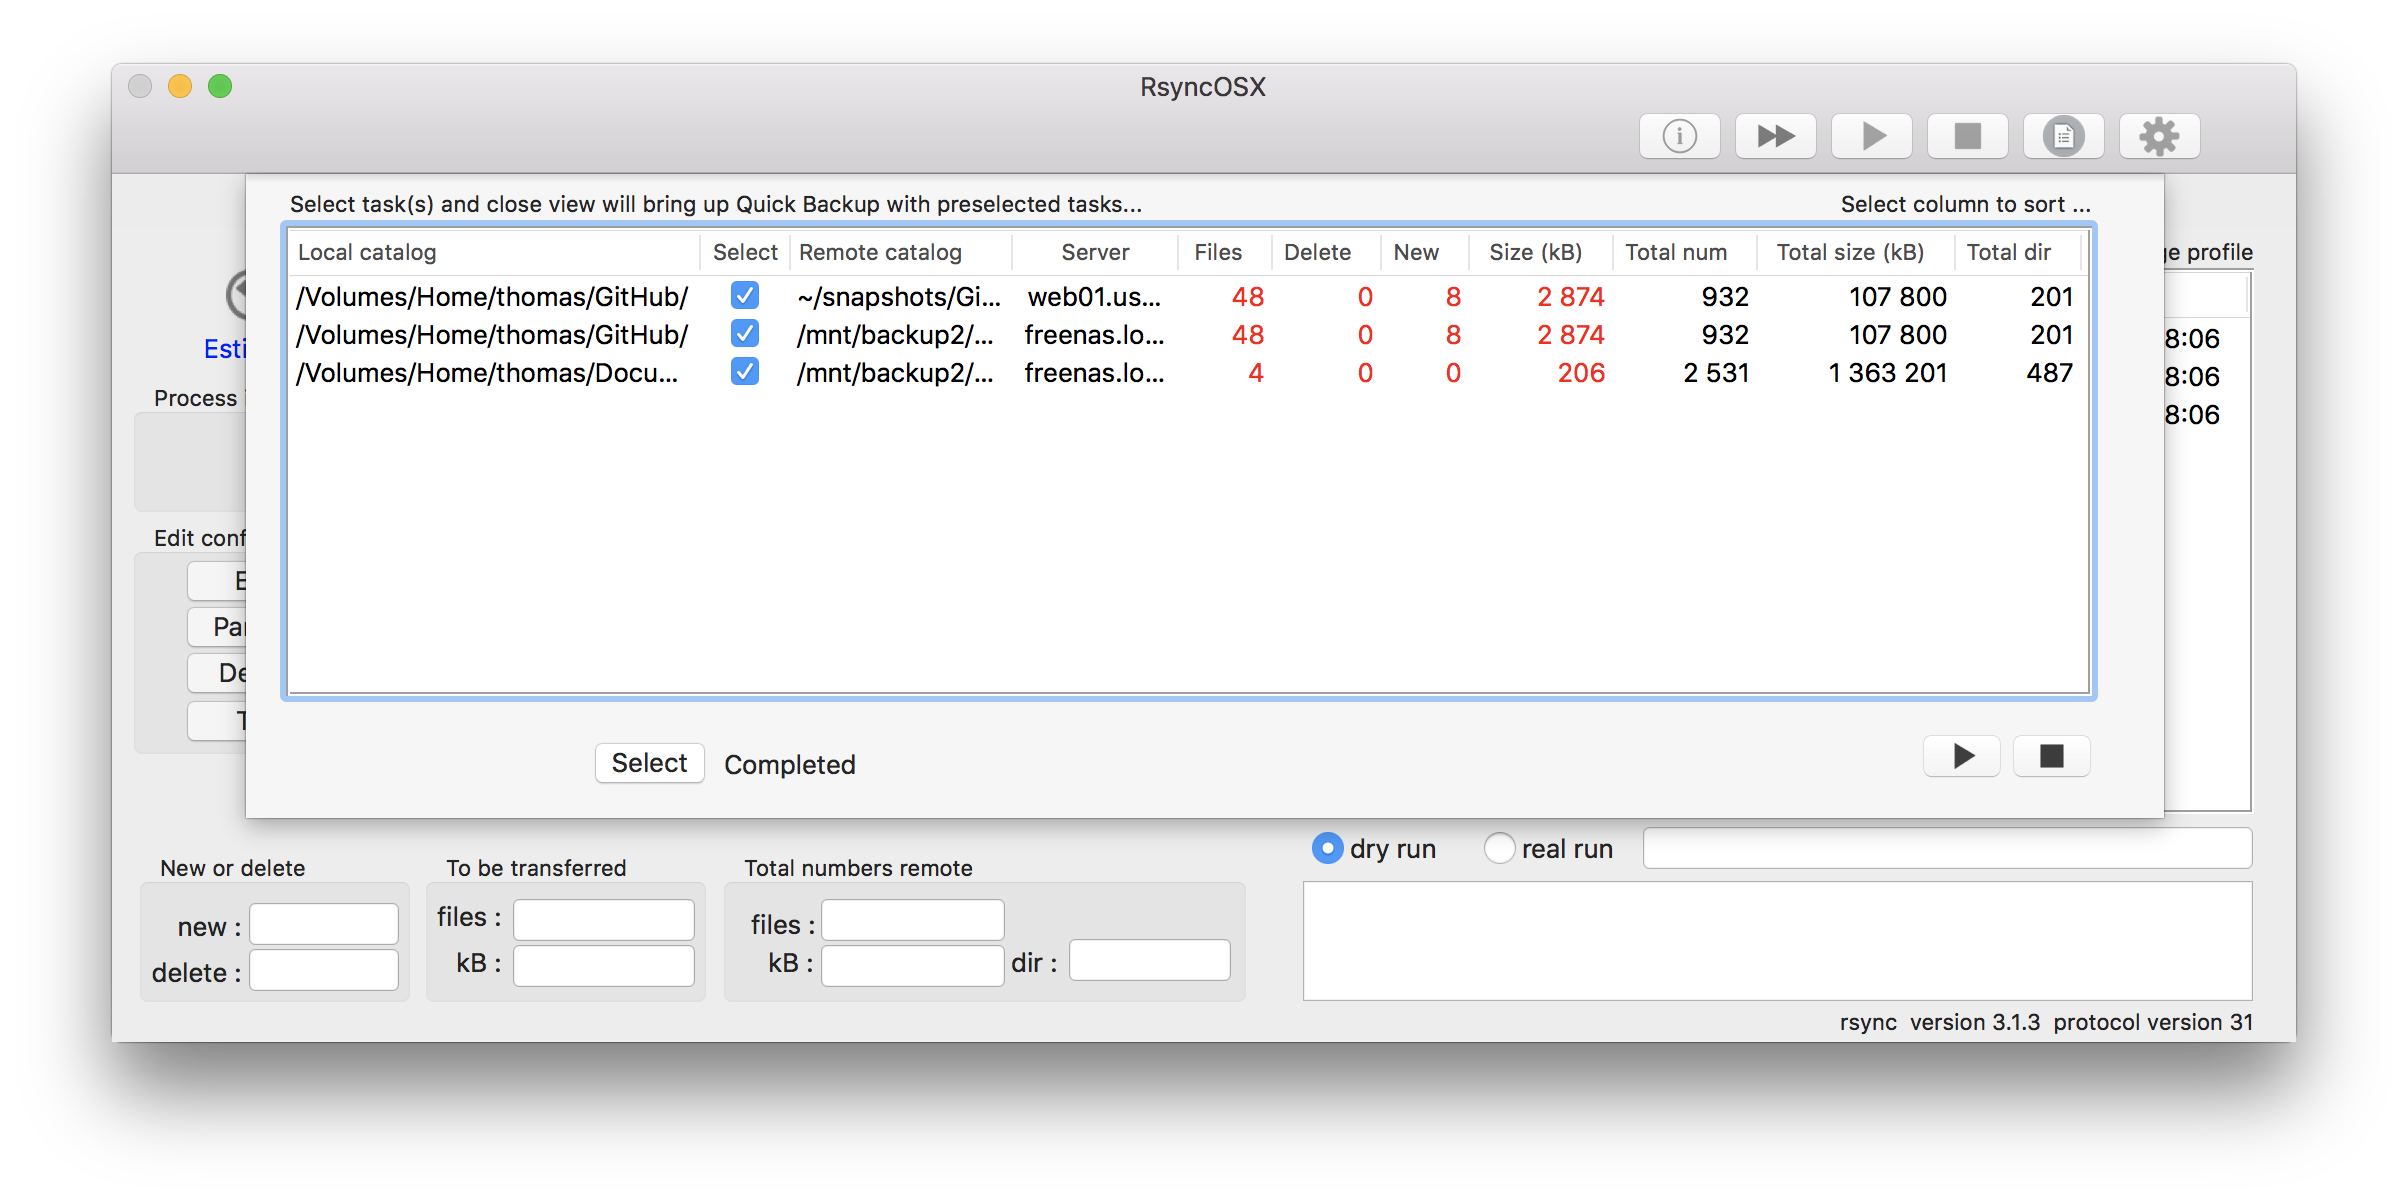 RsyncOSX
Select task(s) and close view will bring up Quick Backup with preselected tasks... Select column to sort ...
Local catalog Select Remote catalog Server Files Delete New Size (kB) Total num Total size (kB) Total dir
/Volumes/Home/thomas/GitHub/ ~/snapshots/Gi... web01.us... 48 0 8 2 874 932 107 800 201
/Volumes/Home/thomas/GitHub/ /mnt/backup2/... freenas.lo... 48 0 8 2 874 932 107 800 201
/Volumes/Home/thomas/Docu... /mnt/backup2/... freenas.lo... 4 0 0 206 2 531 1 363 201 487
profile
8:06
8:06
8:06
Esti
Process
Edit conf
E
Par
De
T
Select Completed
dry run real run
New or delete
new :
delete :
To be transferred
files :
kB :
Total numbers remote
files :
kB :
dir :
rsync version 3.1.3 protocol version 31